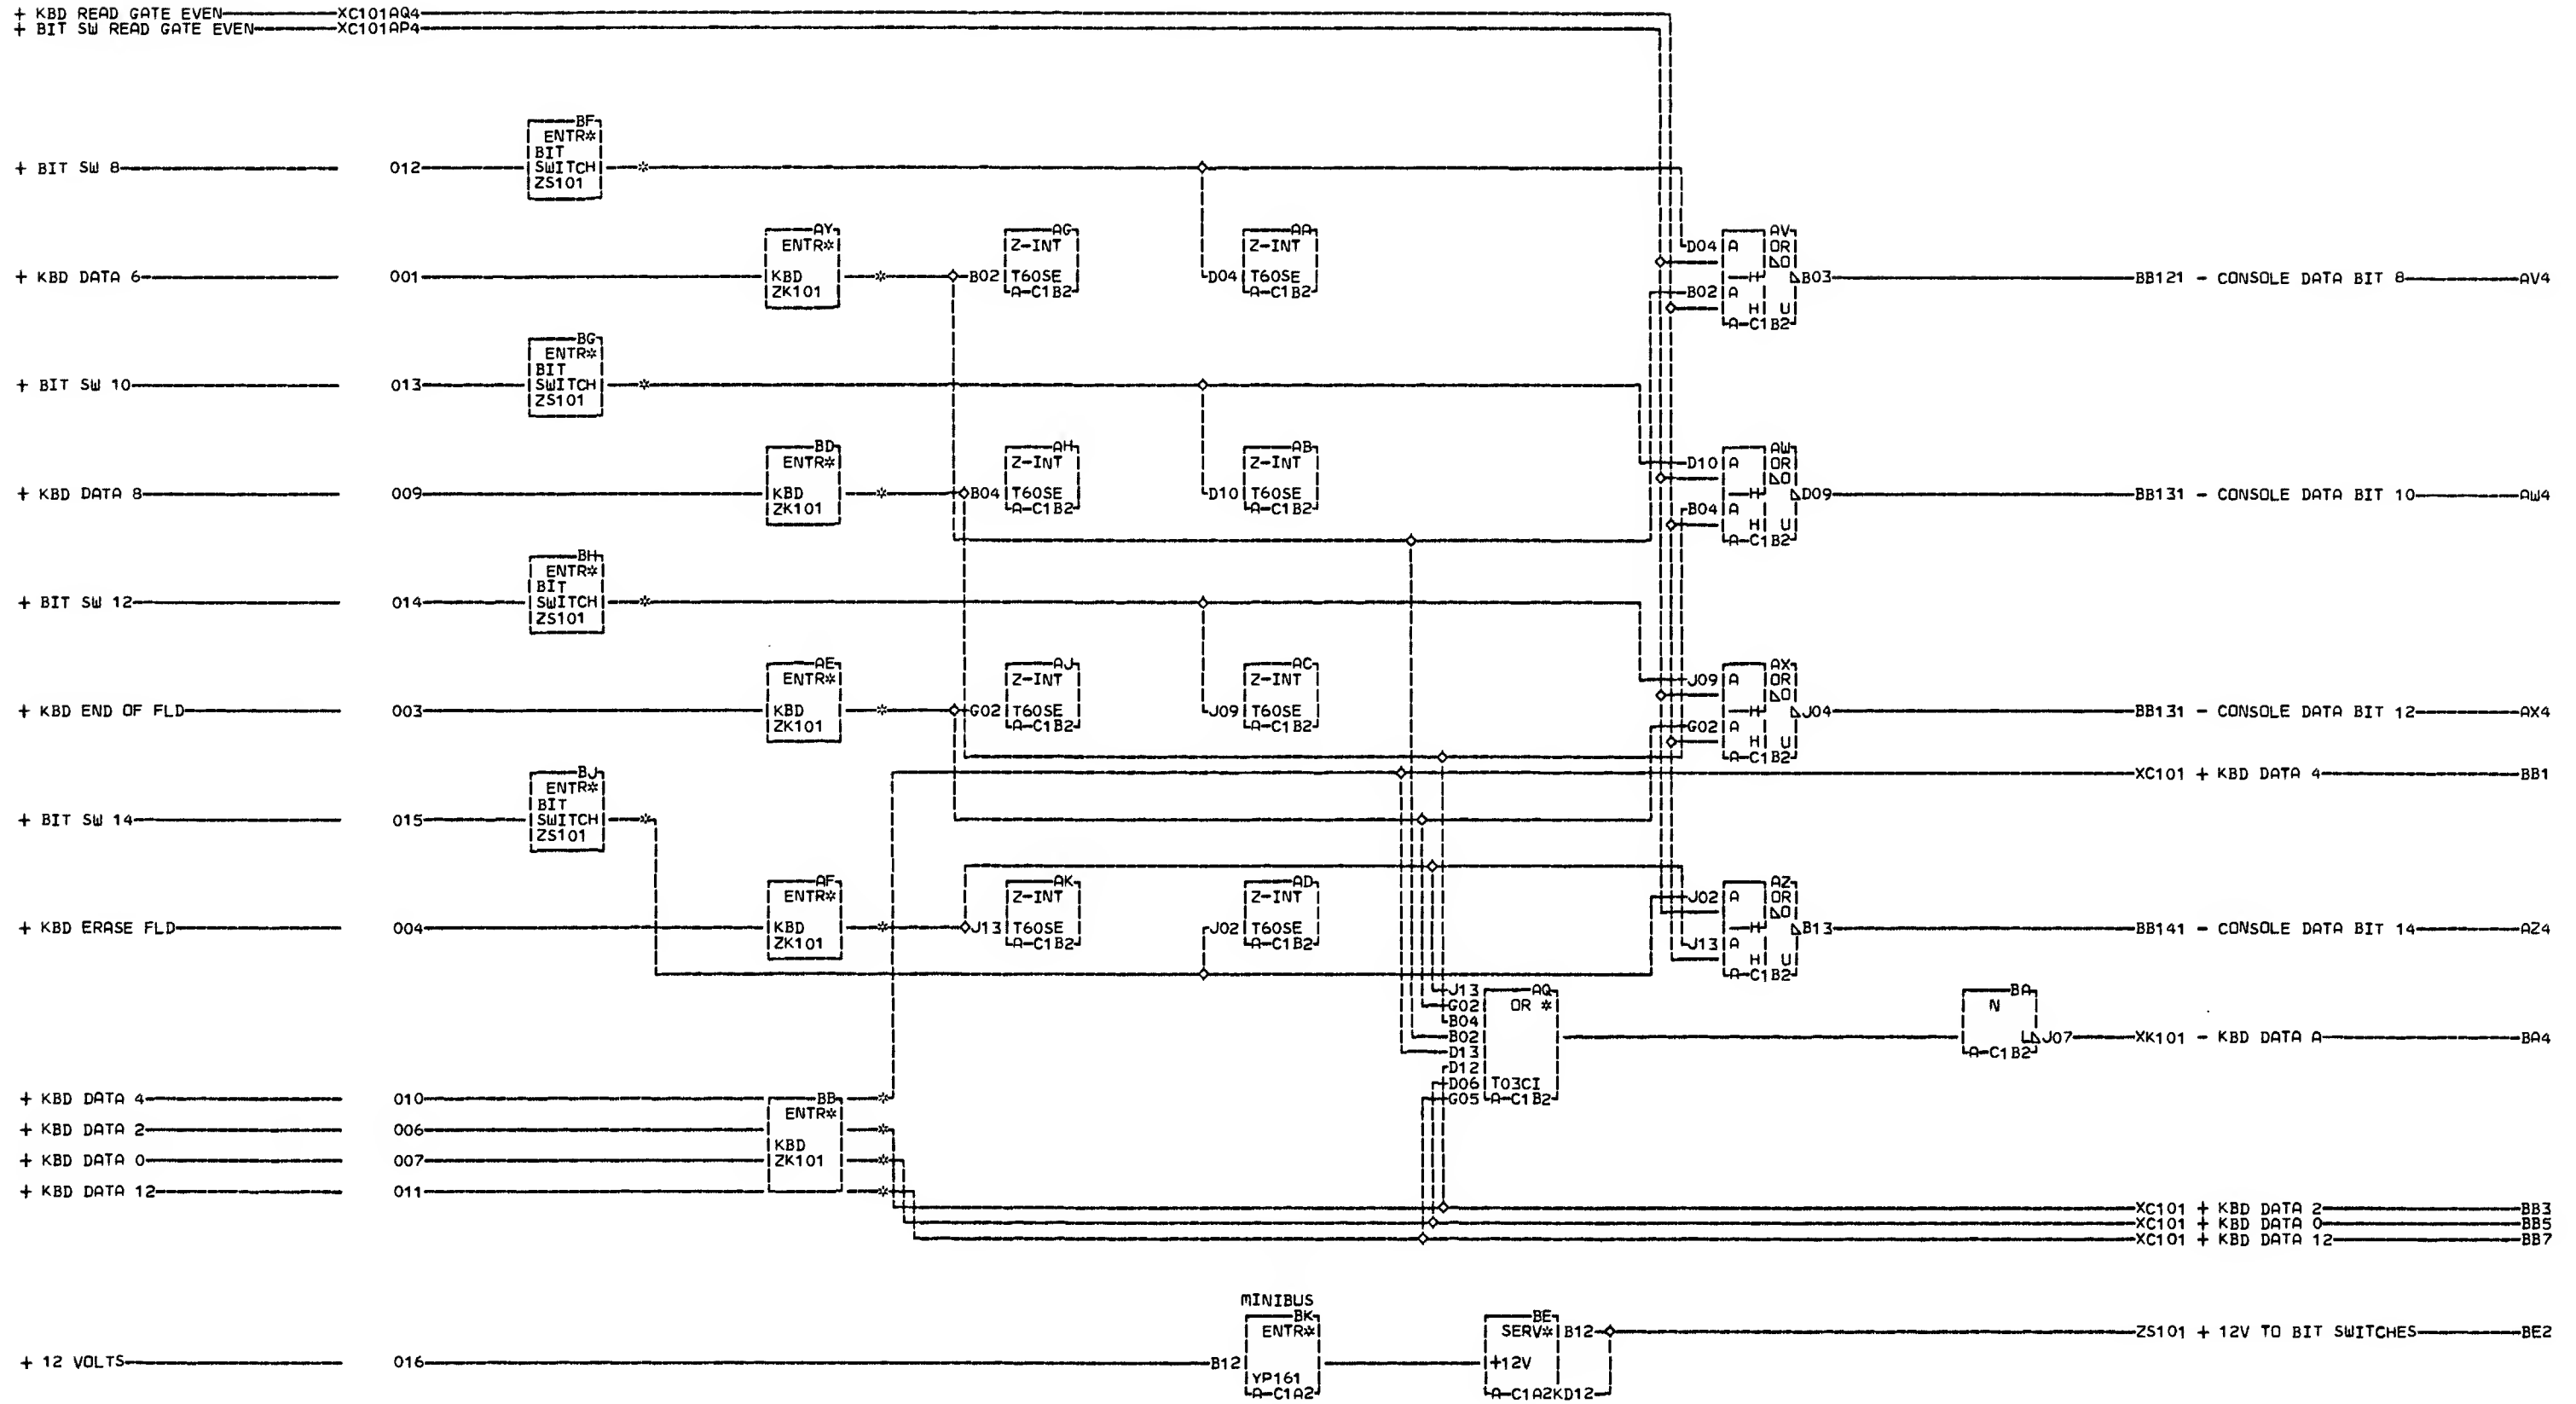 + KBD READ GATE EVEN XC101AQ4
+ BIT SW READ GATE EVEN XC101AP4
BF
ENTR*
BIT
+ BIT SW 8 012 SWITCH *
ZS101
AY AG AA AV
ENTR* Z-INT Z-INT D04 A OR
+ KBD DATA 6 001 KBD * B02 T60SE D04 T60SE H B03 BB121 - CONSOLE DATA BIT 8 AV4
ZK101 A-C1B2 A-C1B2 B02 A
H U
A-C1B2
BG
ENTR*
BIT
+ BIT SW 10 013 SWITCH *
ZS101
BD AH AB AW
ENTR* Z-INT Z-INT D10 A OR
+ KBD DATA 8 009 KBD * B04 T60SE D10 T60SE H D09 BB131 - CONSOLE DATA BIT 10 AW4
ZK101 A-C1B2 A-C1B2 B04 A
H U
A-C1B2
BH
ENTR*
BIT
+ BIT SW 12 014 SWITCH *
ZS101
AE AJ AC AX
ENTR* Z-INT Z-INT J09 A OR
+ KBD END OF FLD 003 KBD * G02 T60SE J09 T60SE H J04 BB131 - CONSOLE DATA BIT 12 AX4
ZK101 A-C1B2 A-C1B2 G02 A
H U
A-C1B2
BJ XC101 + KBD DATA 4 BB1
ENTR*
BIT
+ BIT SW 14 015 SWITCH *
ZS101
AF AK AD AZ
ENTR* Z-INT Z-INT J02 A OR
+ KBD ERASE FLD 004 KBD * J13 T60SE J02 T60SE H B13 BB141 - CONSOLE DATA BIT 14 AZ4
ZK101 A-C1B2 A-C1B2 J13 A
H U
A-C1B2
J13 AQ BA
G02 OR * N
B04
B02 J07 XK101 - KBD DATA A BA4
D13 A-C1B2
D12
D06 T03CI
+ KBD DATA 4 010 BB * G05 A-C1B2
ENTR*
+ KBD DATA 2 006 *
KBD
+ KBD DATA 0 007 ZK101 *
+ KBD DATA 12 011 *
XC101 + KBD DATA 2 BB3
XC101 + KBD DATA 0 BB5
XC101 + KBD DATA 12 BB7
MINIBUS
BK BE
ENTR* SERV* B12 ZS101 + 12V TO BIT SWITCHES BE2
+ 12 VOLTS 016 B12 +12V
YP161
A-C1A2 A-C1A2KD12